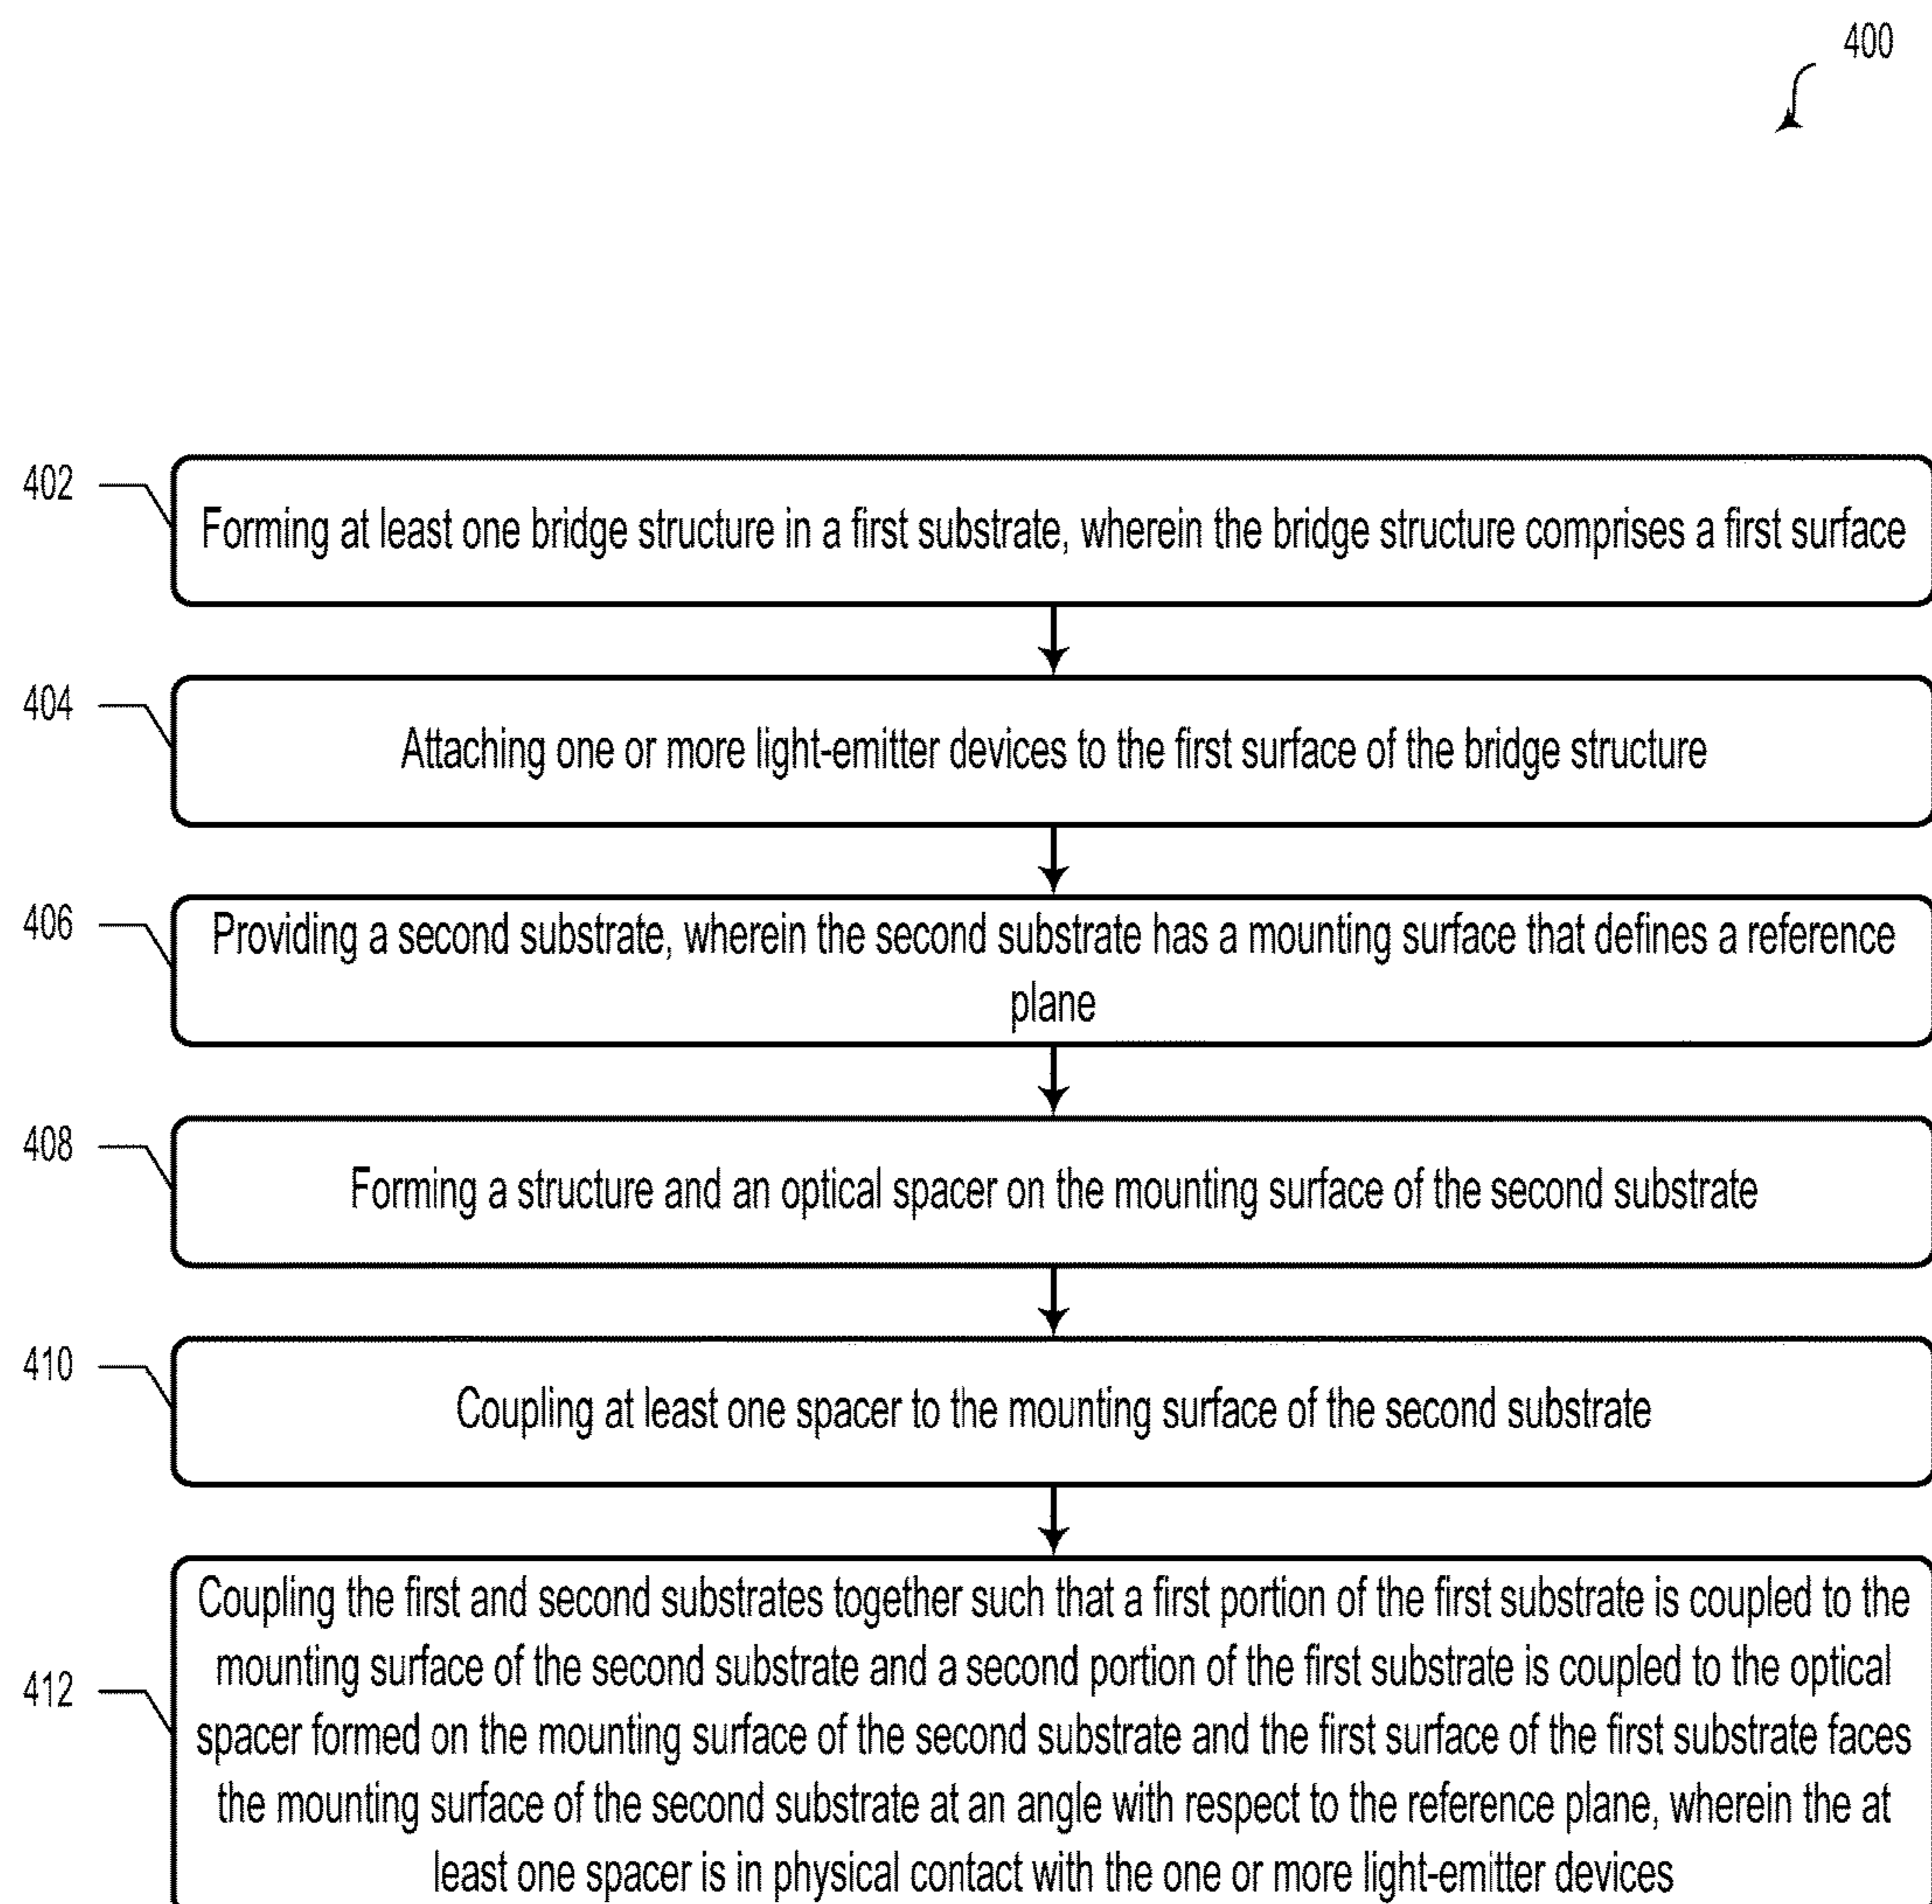 400
402
Forming at least one bridge structure in a first substrate, wherein the bridge structure comprises a first surface
404
Attaching one or more light-emitter devices to the first surface of the bridge structure
406
Providing a second substrate, wherein the second substrate has a mounting surface that defines a reference
plane
408
Forming a structure and an optical spacer on the mounting surface of the second substrate
410
Coupling at least one spacer to the mounting surface of the second substrate
412
Coupling the first and second substrates together such that a first portion of the first substrate is coupled to the
mounting surface of the second substrate and a second portion of the first substrate is coupled to the optical
spacer formed on the mounting surface of the second substrate and the first surface of the first substrate faces
the mounting surface of the second substrate at an angle with respect to the reference plane, wherein the at
least one spacer is in physical contact with the one or more light-emitter devices